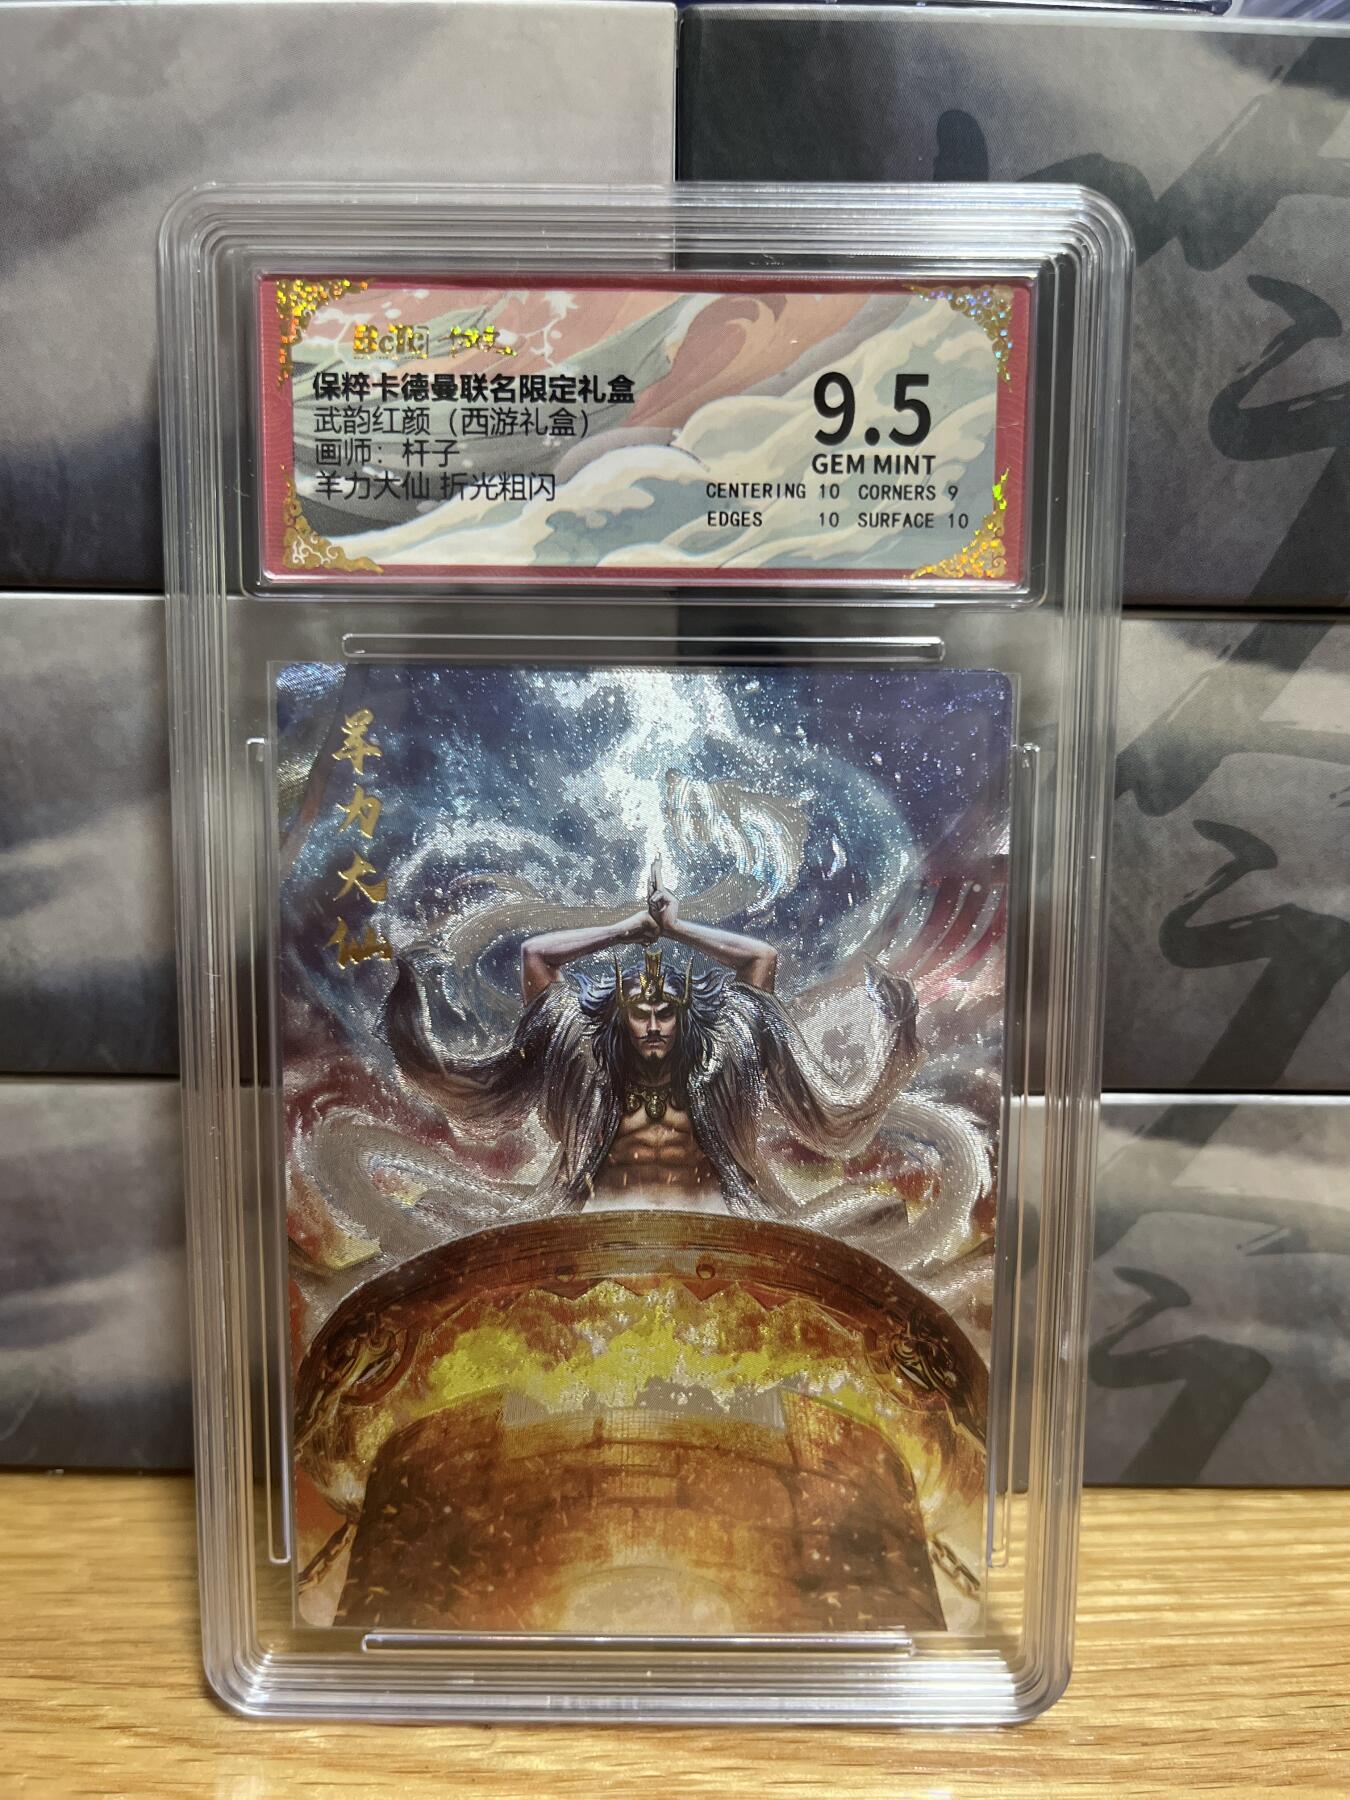 保粹卡德曼联名限定礼盒
武韵红颜（西游礼盒）
画师：杆子
羊力大仙 折光粗闪
9.5
GEM MINT
CENTERING 10 CORNERS 9
EDGES 10 SURFACE 10
羊力大仙